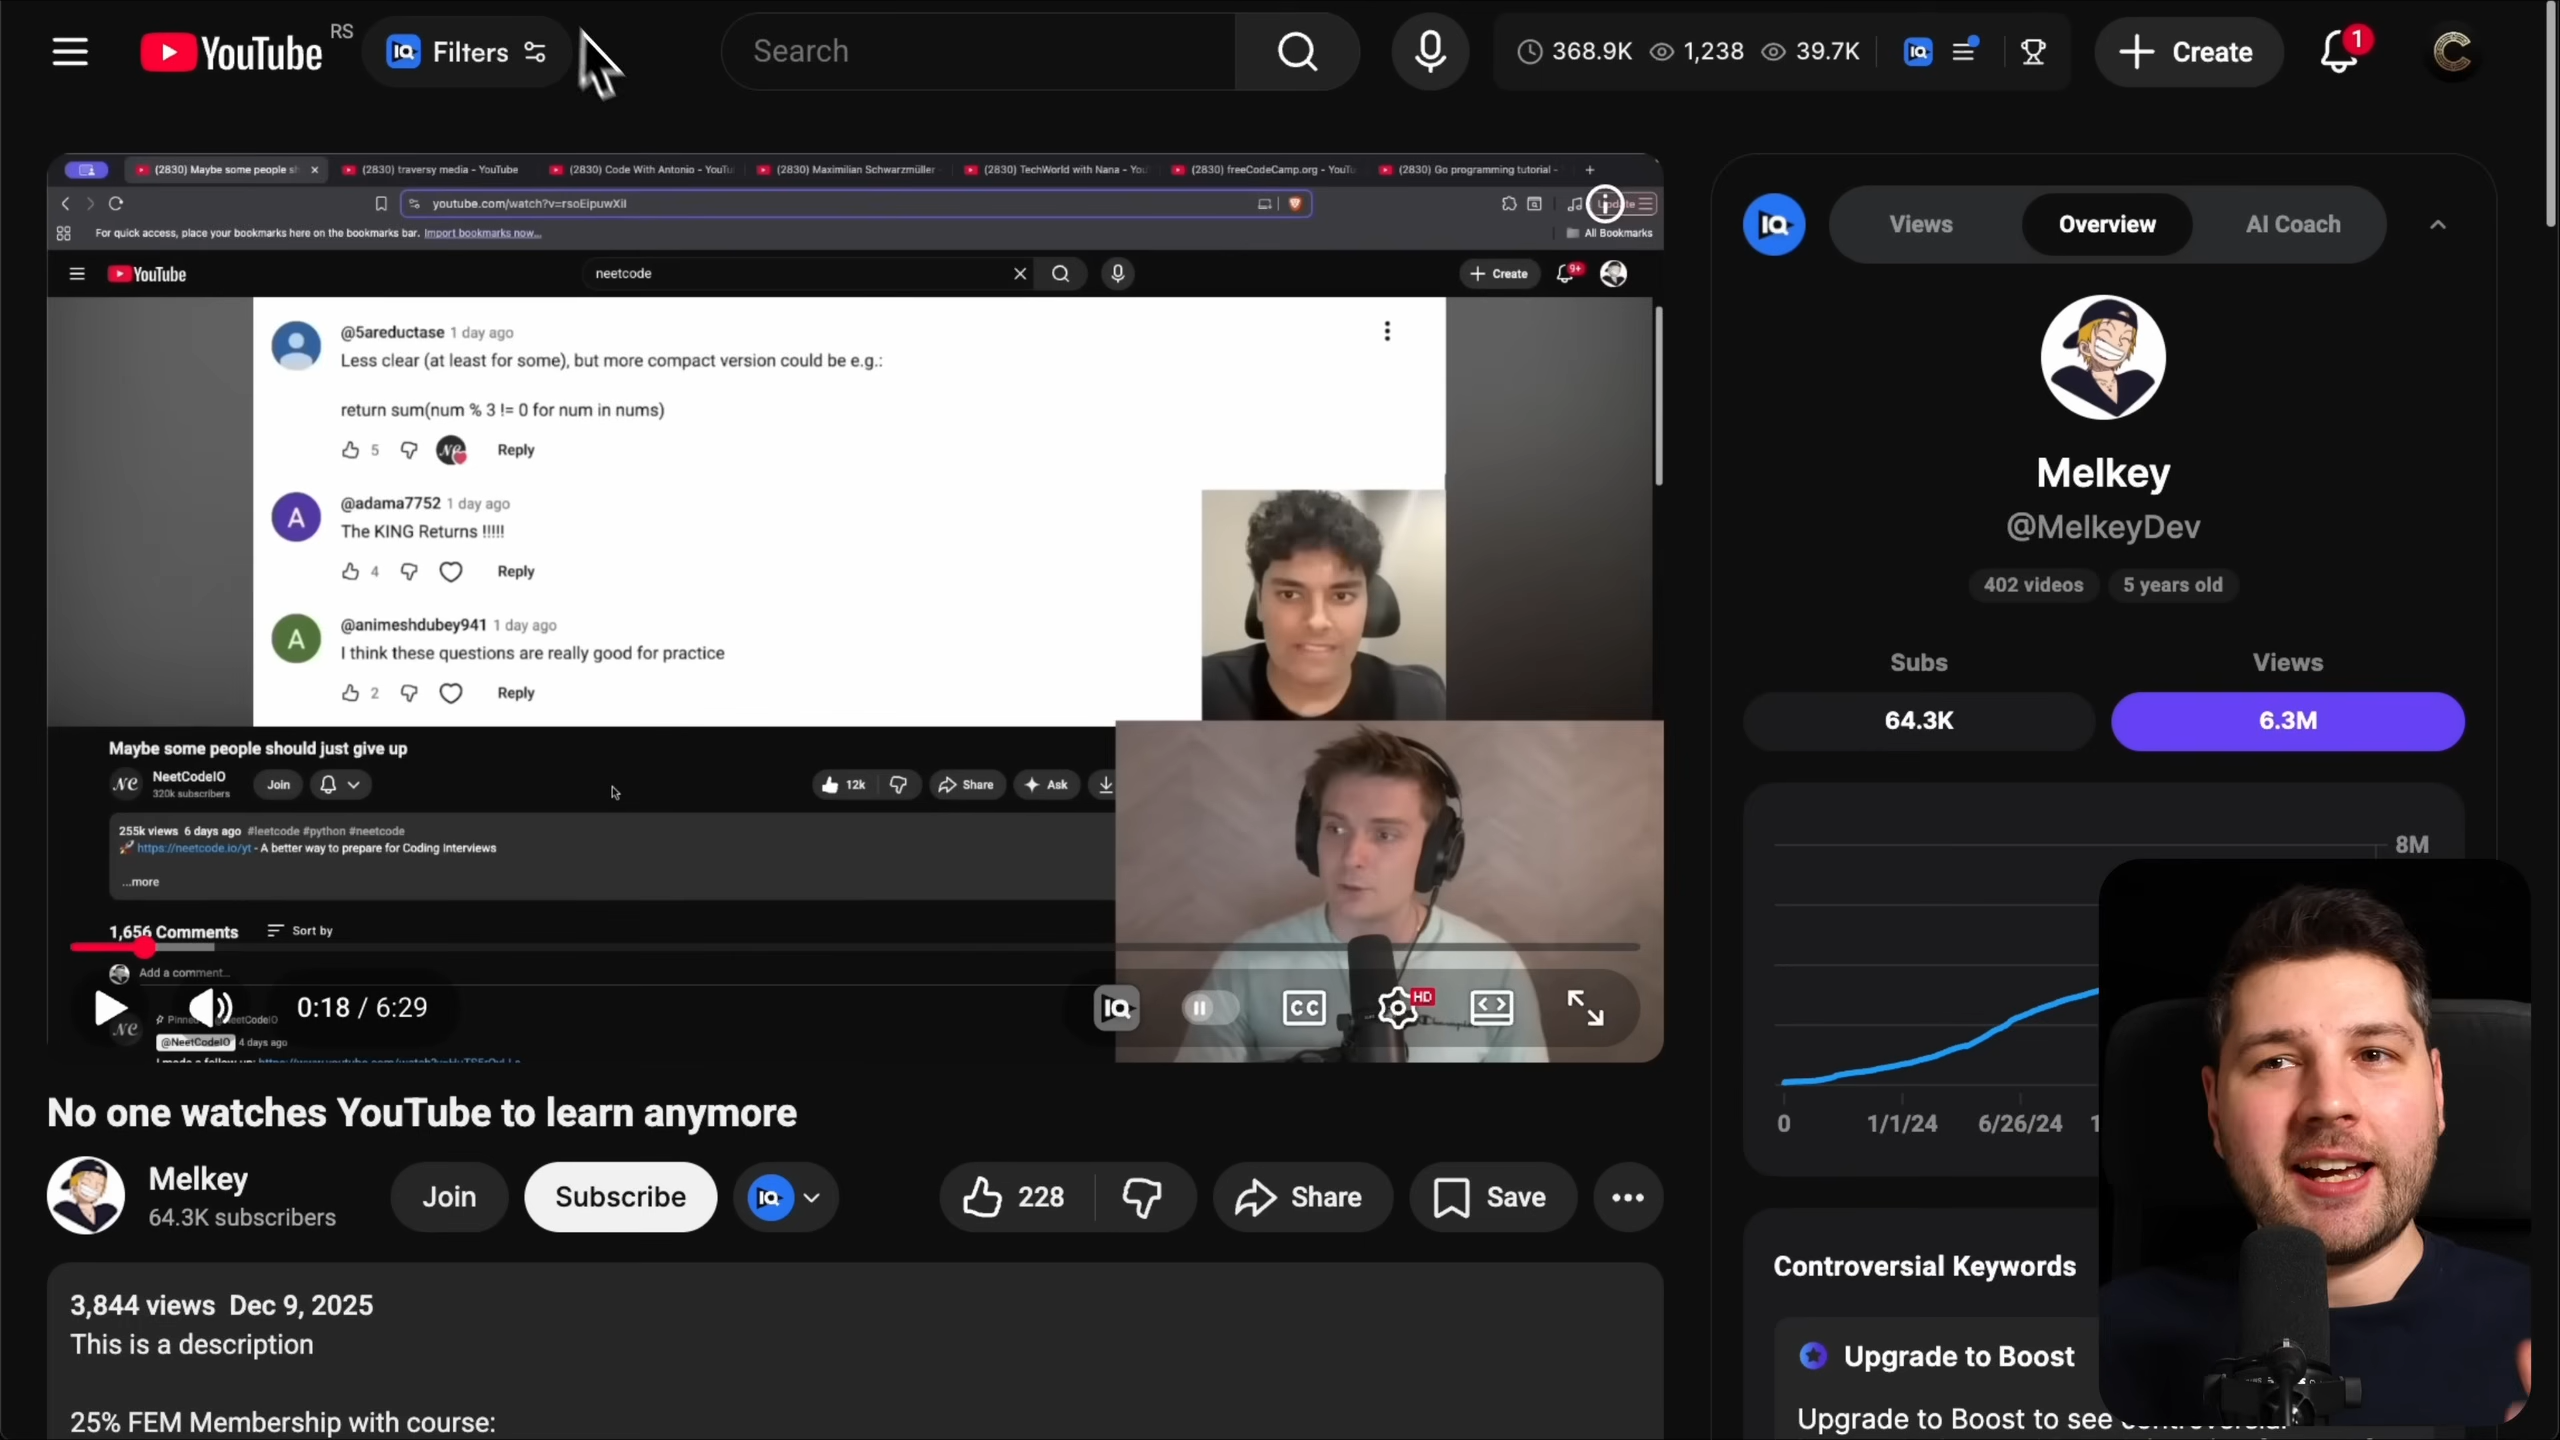 YouTube RS
Filters
Search
368.9K 1,238 39.7K
Create
1
(2830) Maybe some people s
(2830) traversy media - YouTube
(2830) Code With Antonio - YouTu
(2830) Maximilian Schwarzmüller -
(2830) TechWorld with Nana - You
(2830) freeCodeCamp.org - YouTu
(2830) Go programming tutorial -
youtube.com/watch?v=rsoEipuwXiI
For quick access, place your bookmarks here on the bookmarks bar. Import bookmarks now...
All Bookmarks
YouTube
neetcode
Create
9+
@5areductase 1 day ago
Less clear (at least for some), but more compact version could be e.g.:
return sum(num % 3 != 0 for num in nums)
5 Reply
@adama7752 1 day ago
The KING Returns !!!!!
4 Reply
@animeshdubey941 1 day ago
I think these questions are really good for practice
2 Reply
Maybe some people should just give up
NeetCodeIO
320k subscribers
Join
12k
Share
Ask
255k views 6 days ago #leetcode #python #neetcode
https://neetcode.io/yt - A better way to prepare for Coding Interviews
...more
1,656 Comments
Sort by
Add a comment...
0:18 / 6:29
CC
HD
@NeetCodeIO 4 days ago
No one watches YouTube to learn anymore
Melkey
64.3K subscribers
Join
Subscribe
228
Share
Save
3,844 views Dec 9, 2025
This is a description
25% FEM Membership with course:
Views
Overview
AI Coach
Melkey
@MelkeyDev
402 videos
5 years old
Subs
Views
64.3K
6.3M
8M
0 1/1/24 6/26/24
Controversial Keywords
Upgrade to Boost
Upgrade to Boost to see